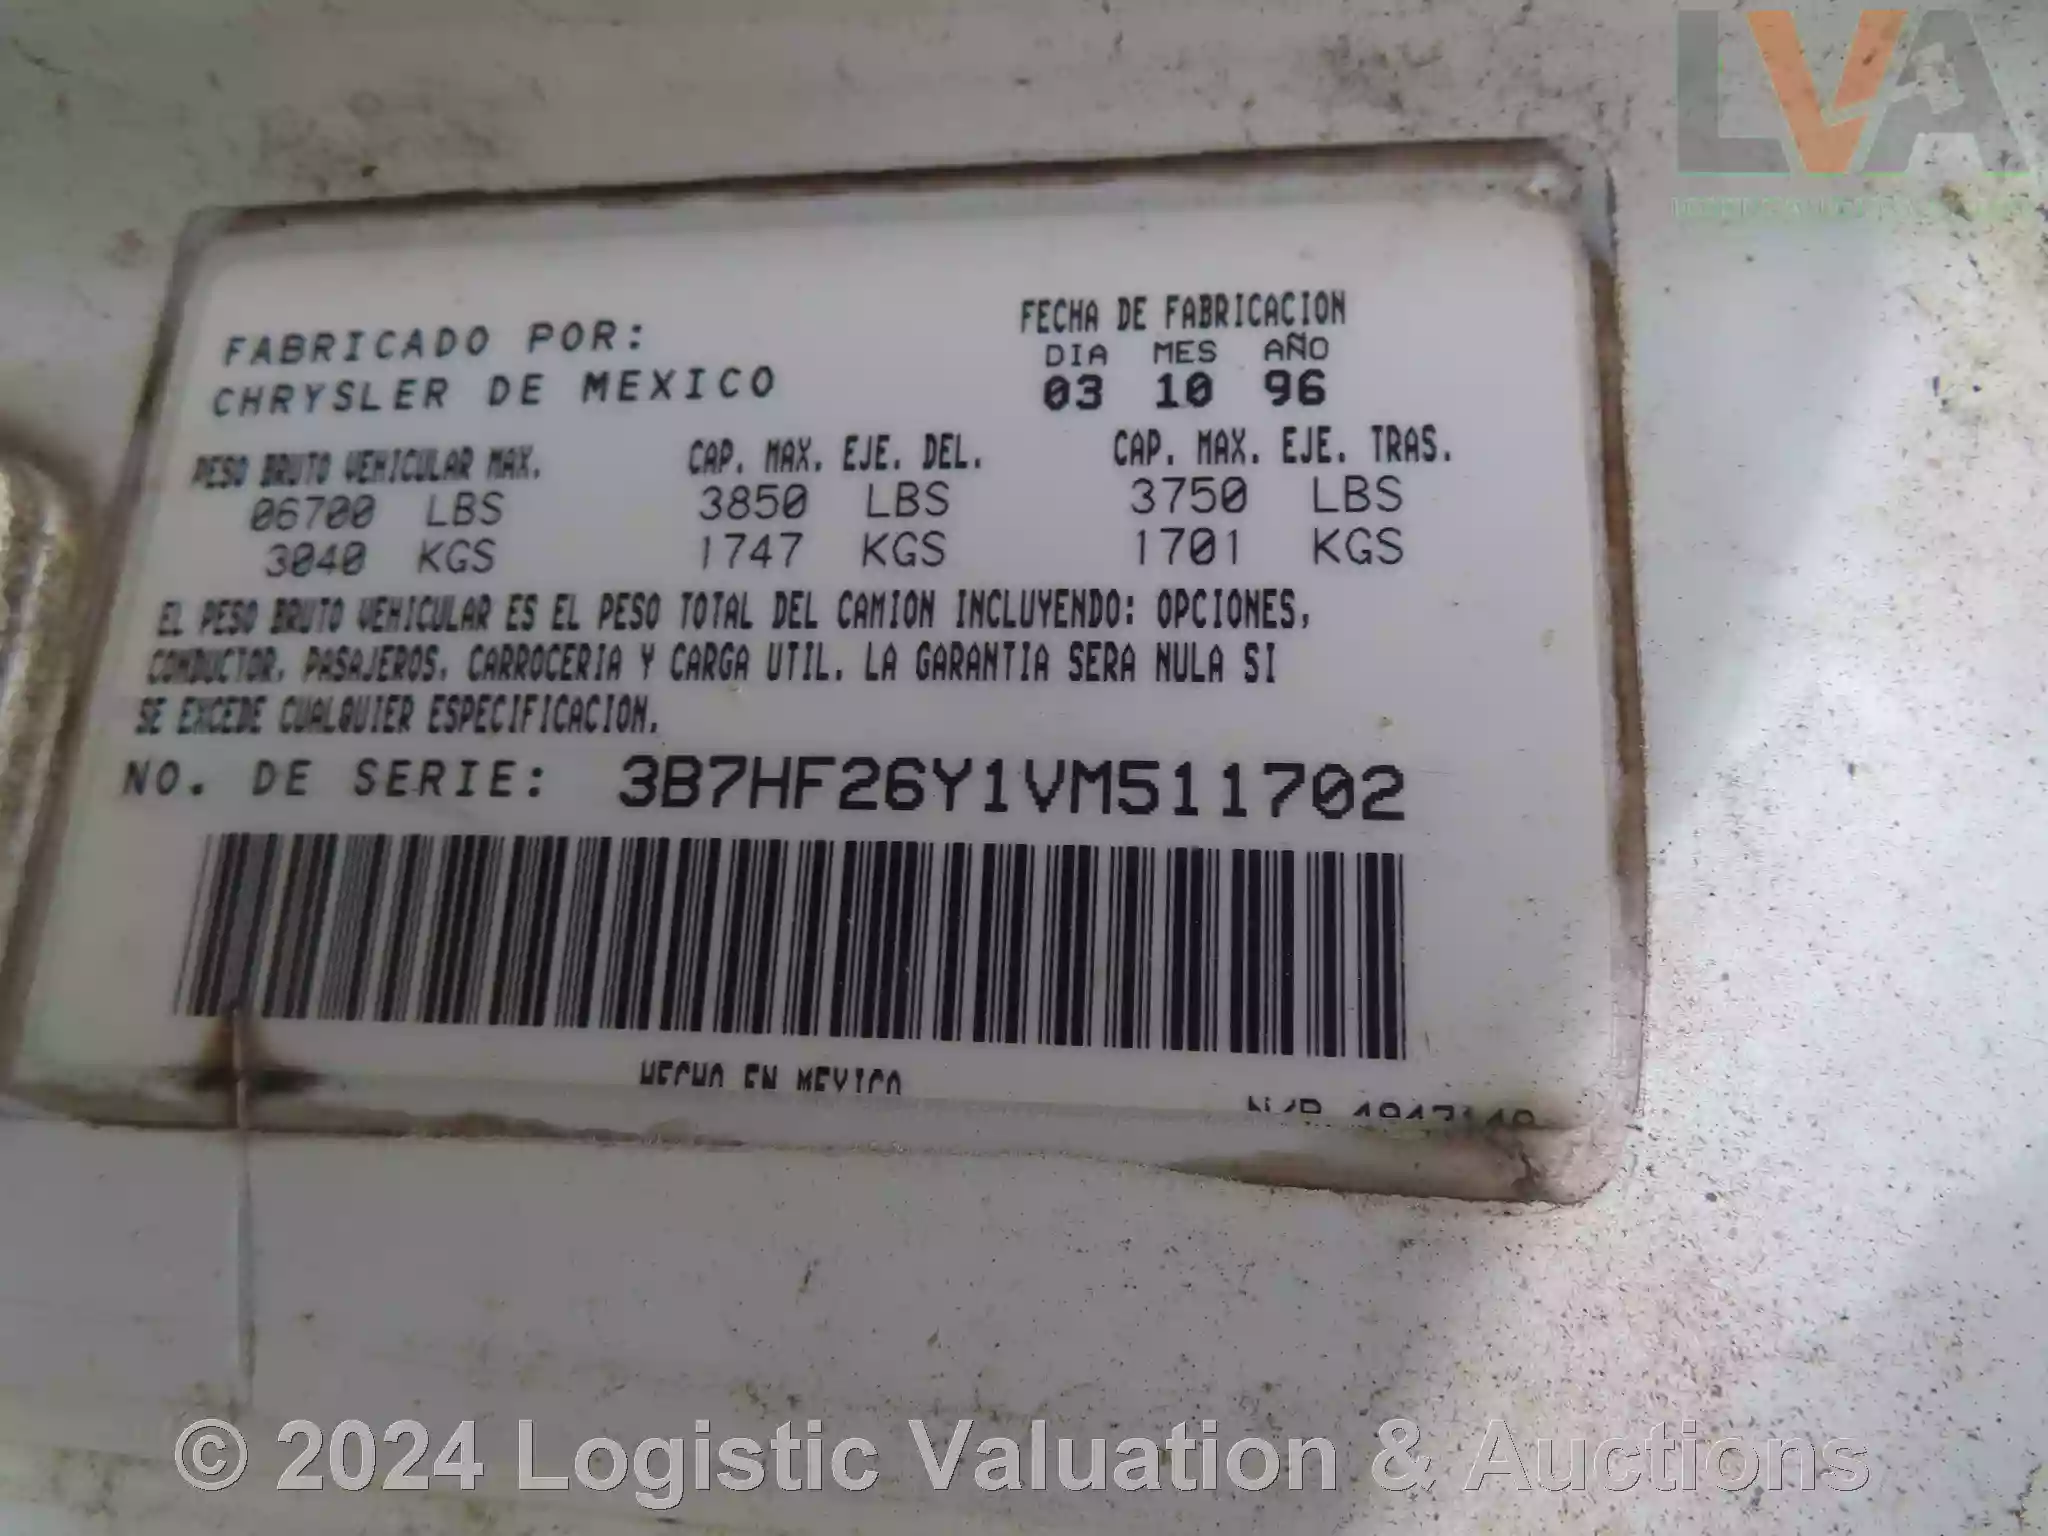 LVA
FABRICADO POR:
CHRYSLER DE MEXICO
FECHA DE FABRICACION
DIA MES AÑO
03 10 96
PESO BRUTO VEHICULAR MAX. CAP. MAX. EJE. DEL. CAP. MAX. EJE. TRAS.
06700 LBS 3850 LBS 3750 LBS
3040 KGS 1747 KGS 1701 KGS
EL PESO BRUTO VEHICULAR ES EL PESO TOTAL DEL CAMION INCLUYENDO: OPCIONES,
CONDUCTOR, PASAJEROS, CARROCERIA Y CARGA UTIL. LA GARANTIA SERA NULA SI
SE EXCEDE CUALQUIER ESPECIFICACION.
NO. DE SERIE: 3B7HF26Y1VM511702
HECHO EN MEXICO
© 2024 Logistic Valuation & Auctions